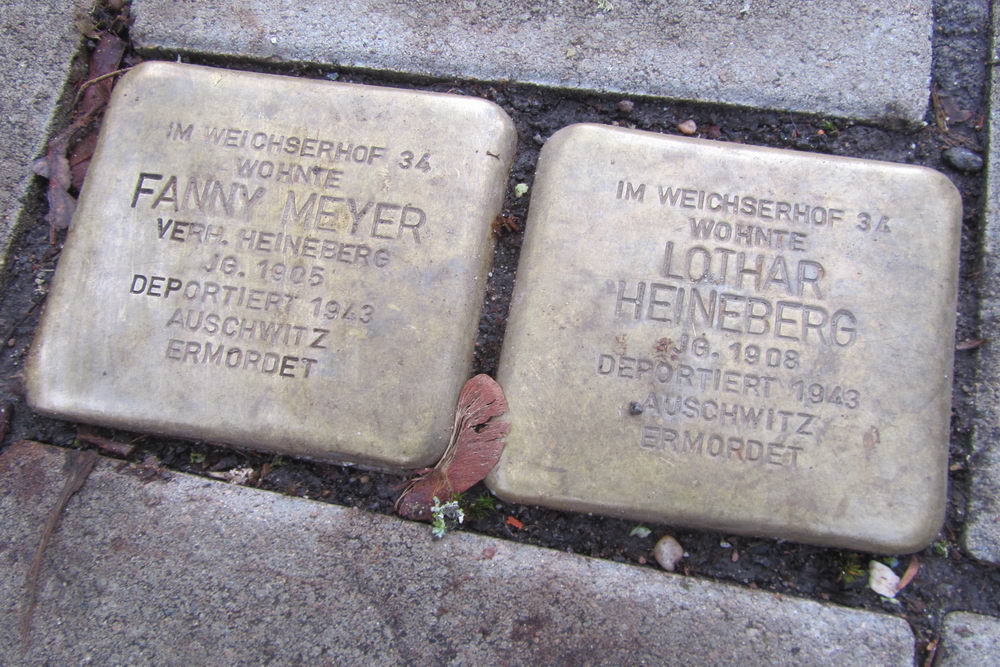 IM WEICHSERHOF 34
WOHNTE
FANNY MEYER
VERH. HEINEBERG
JG. 1905
DEPORTIERT 1943
AUSCHWITZ
ERMORDET
IM WEICHSERHOF 34
WOHNTE
LOTHAR
HEINEBERG
JG. 1908
DEPORTIERT 1943
AUSCHWITZ
ERMORDET